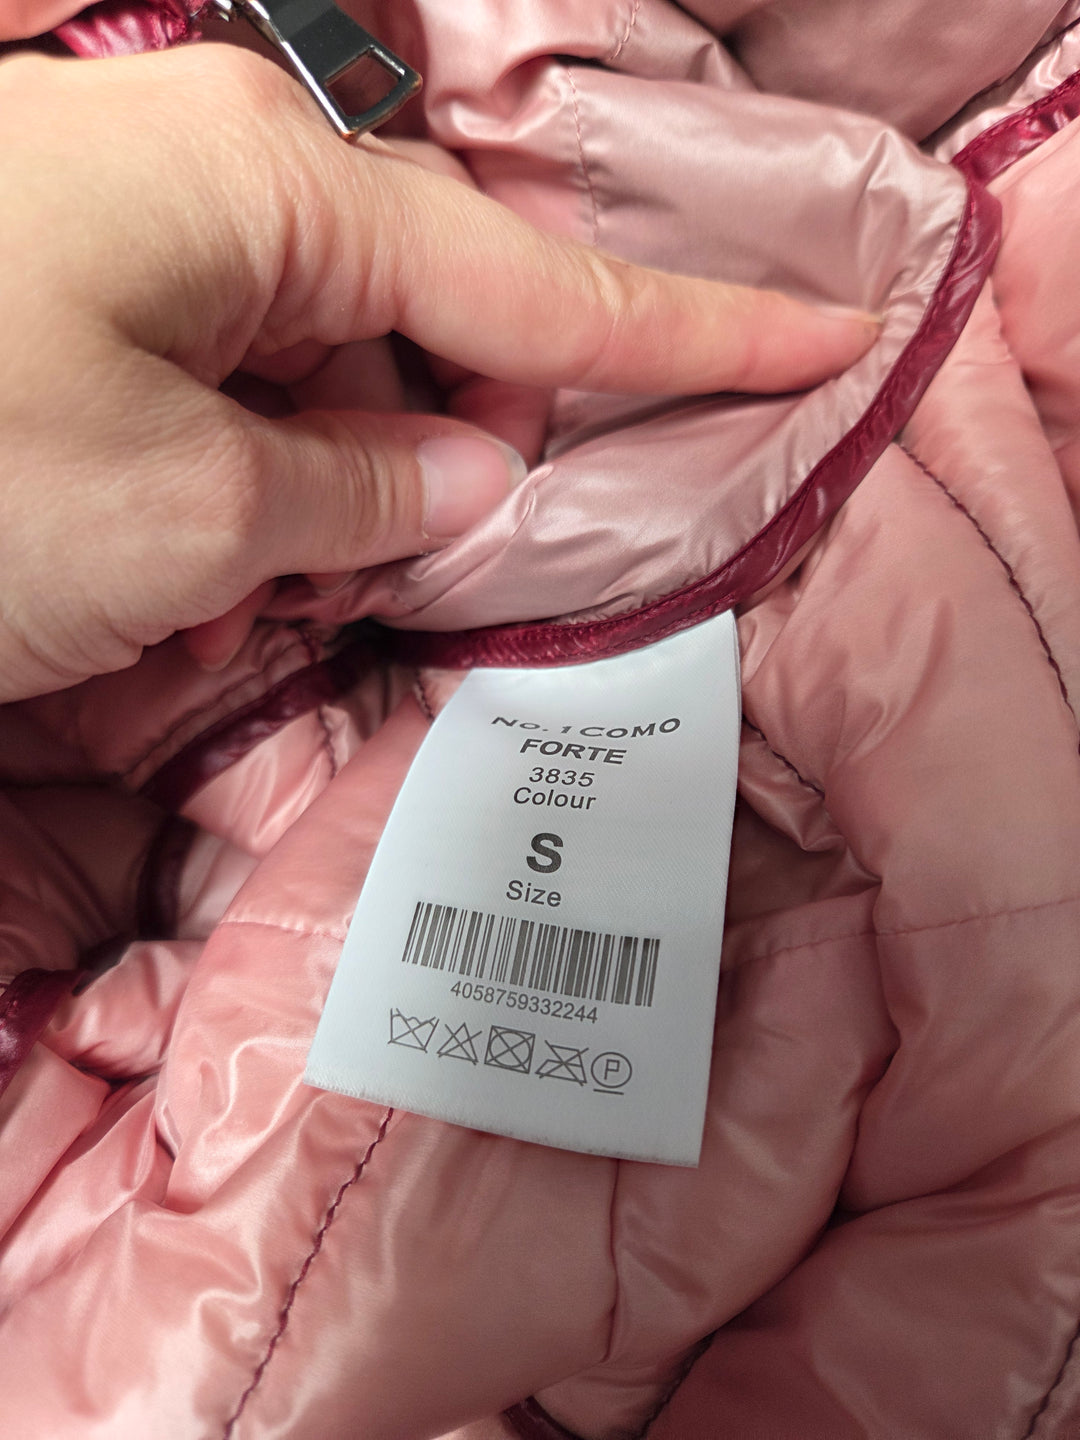 No. 1 COMO
FORTE
3835
Colour
S
Size
4058759332244
P